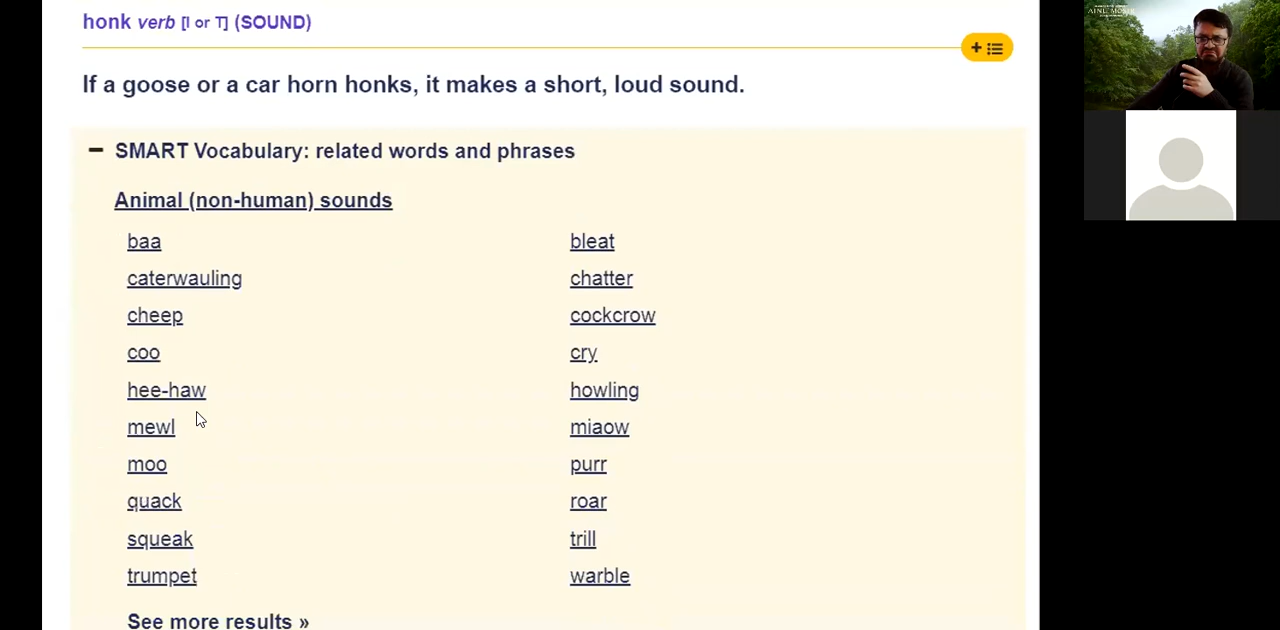 honk verb [I or T] (SOUND)
If a goose or a car horn honks, it makes a short, loud sound.
SMART Vocabulary: related words and phrases
Animal (non-human) sounds
baa
bleat
caterwauling
chatter
cheep
cockcrow
coo
cry
hee-haw
howling
mewl
miaow
moo
purr
quack
roar
squeak
trill
trumpet
warble
See more results »